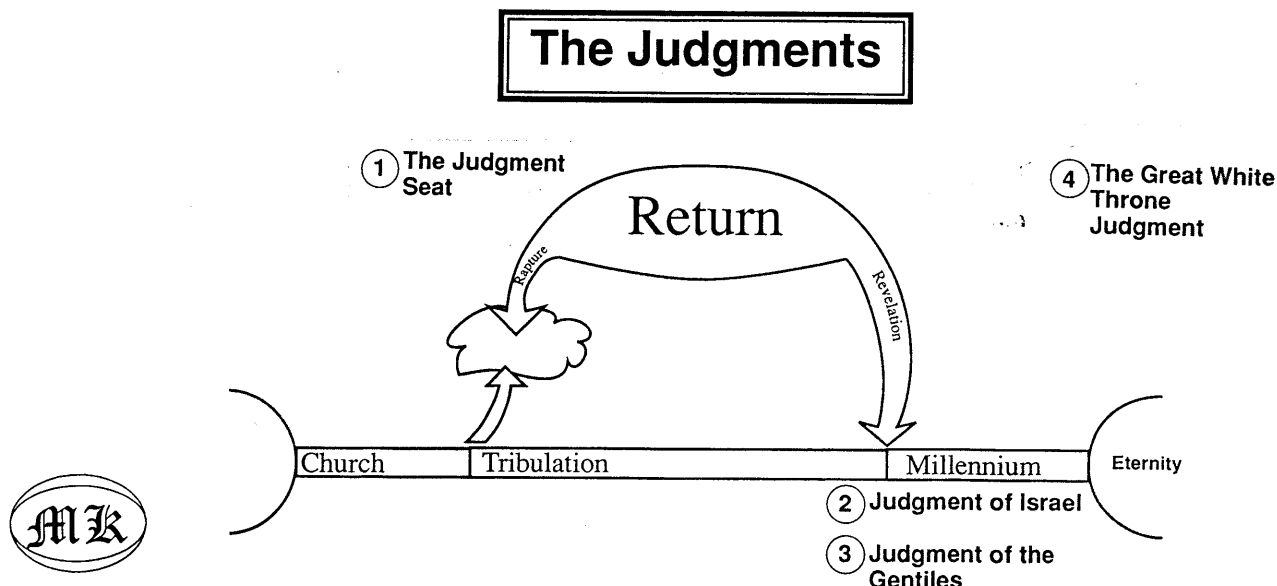 The Judgments
1 The Judgment
Seat
4 The Great White
Throne
Judgment
Return
Rapture
Revelation
Church
Tribulation
Millennium
Eternity
2 Judgment of Israel
3 Judgment of the
Gentiles
MK